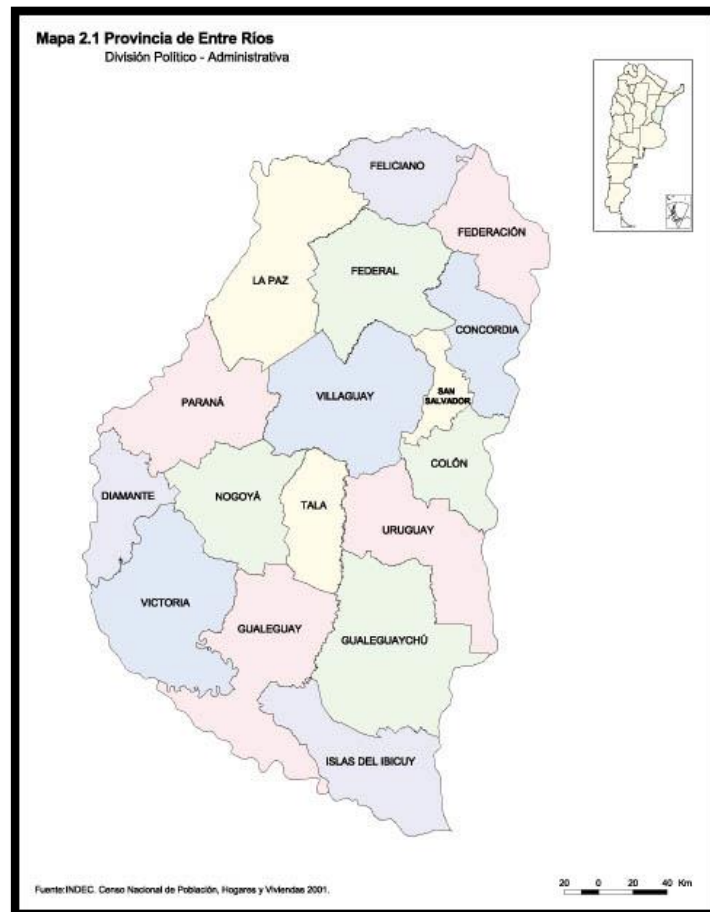 Mapa 2.1 Provincia de Entre Ríos
División Político - Administrativa
FELICIANO
FEDERACIÓN
FEDERAL
LA PAZ
CONCORDIA
SAN
SALVADOR
VILLAGUAY
PARANÁ
COLÓN
DIAMANTE
NOGOYÁ
TALA
URUGUAY
VICTORIA
GUALEGUAY
GUALEGUAYCHÚ
ISLAS DEL IBICUY
Fuente:INDEC. Censo Nacional de Población, Hogares y Viviendas 2001.
20 0 20 40 Km